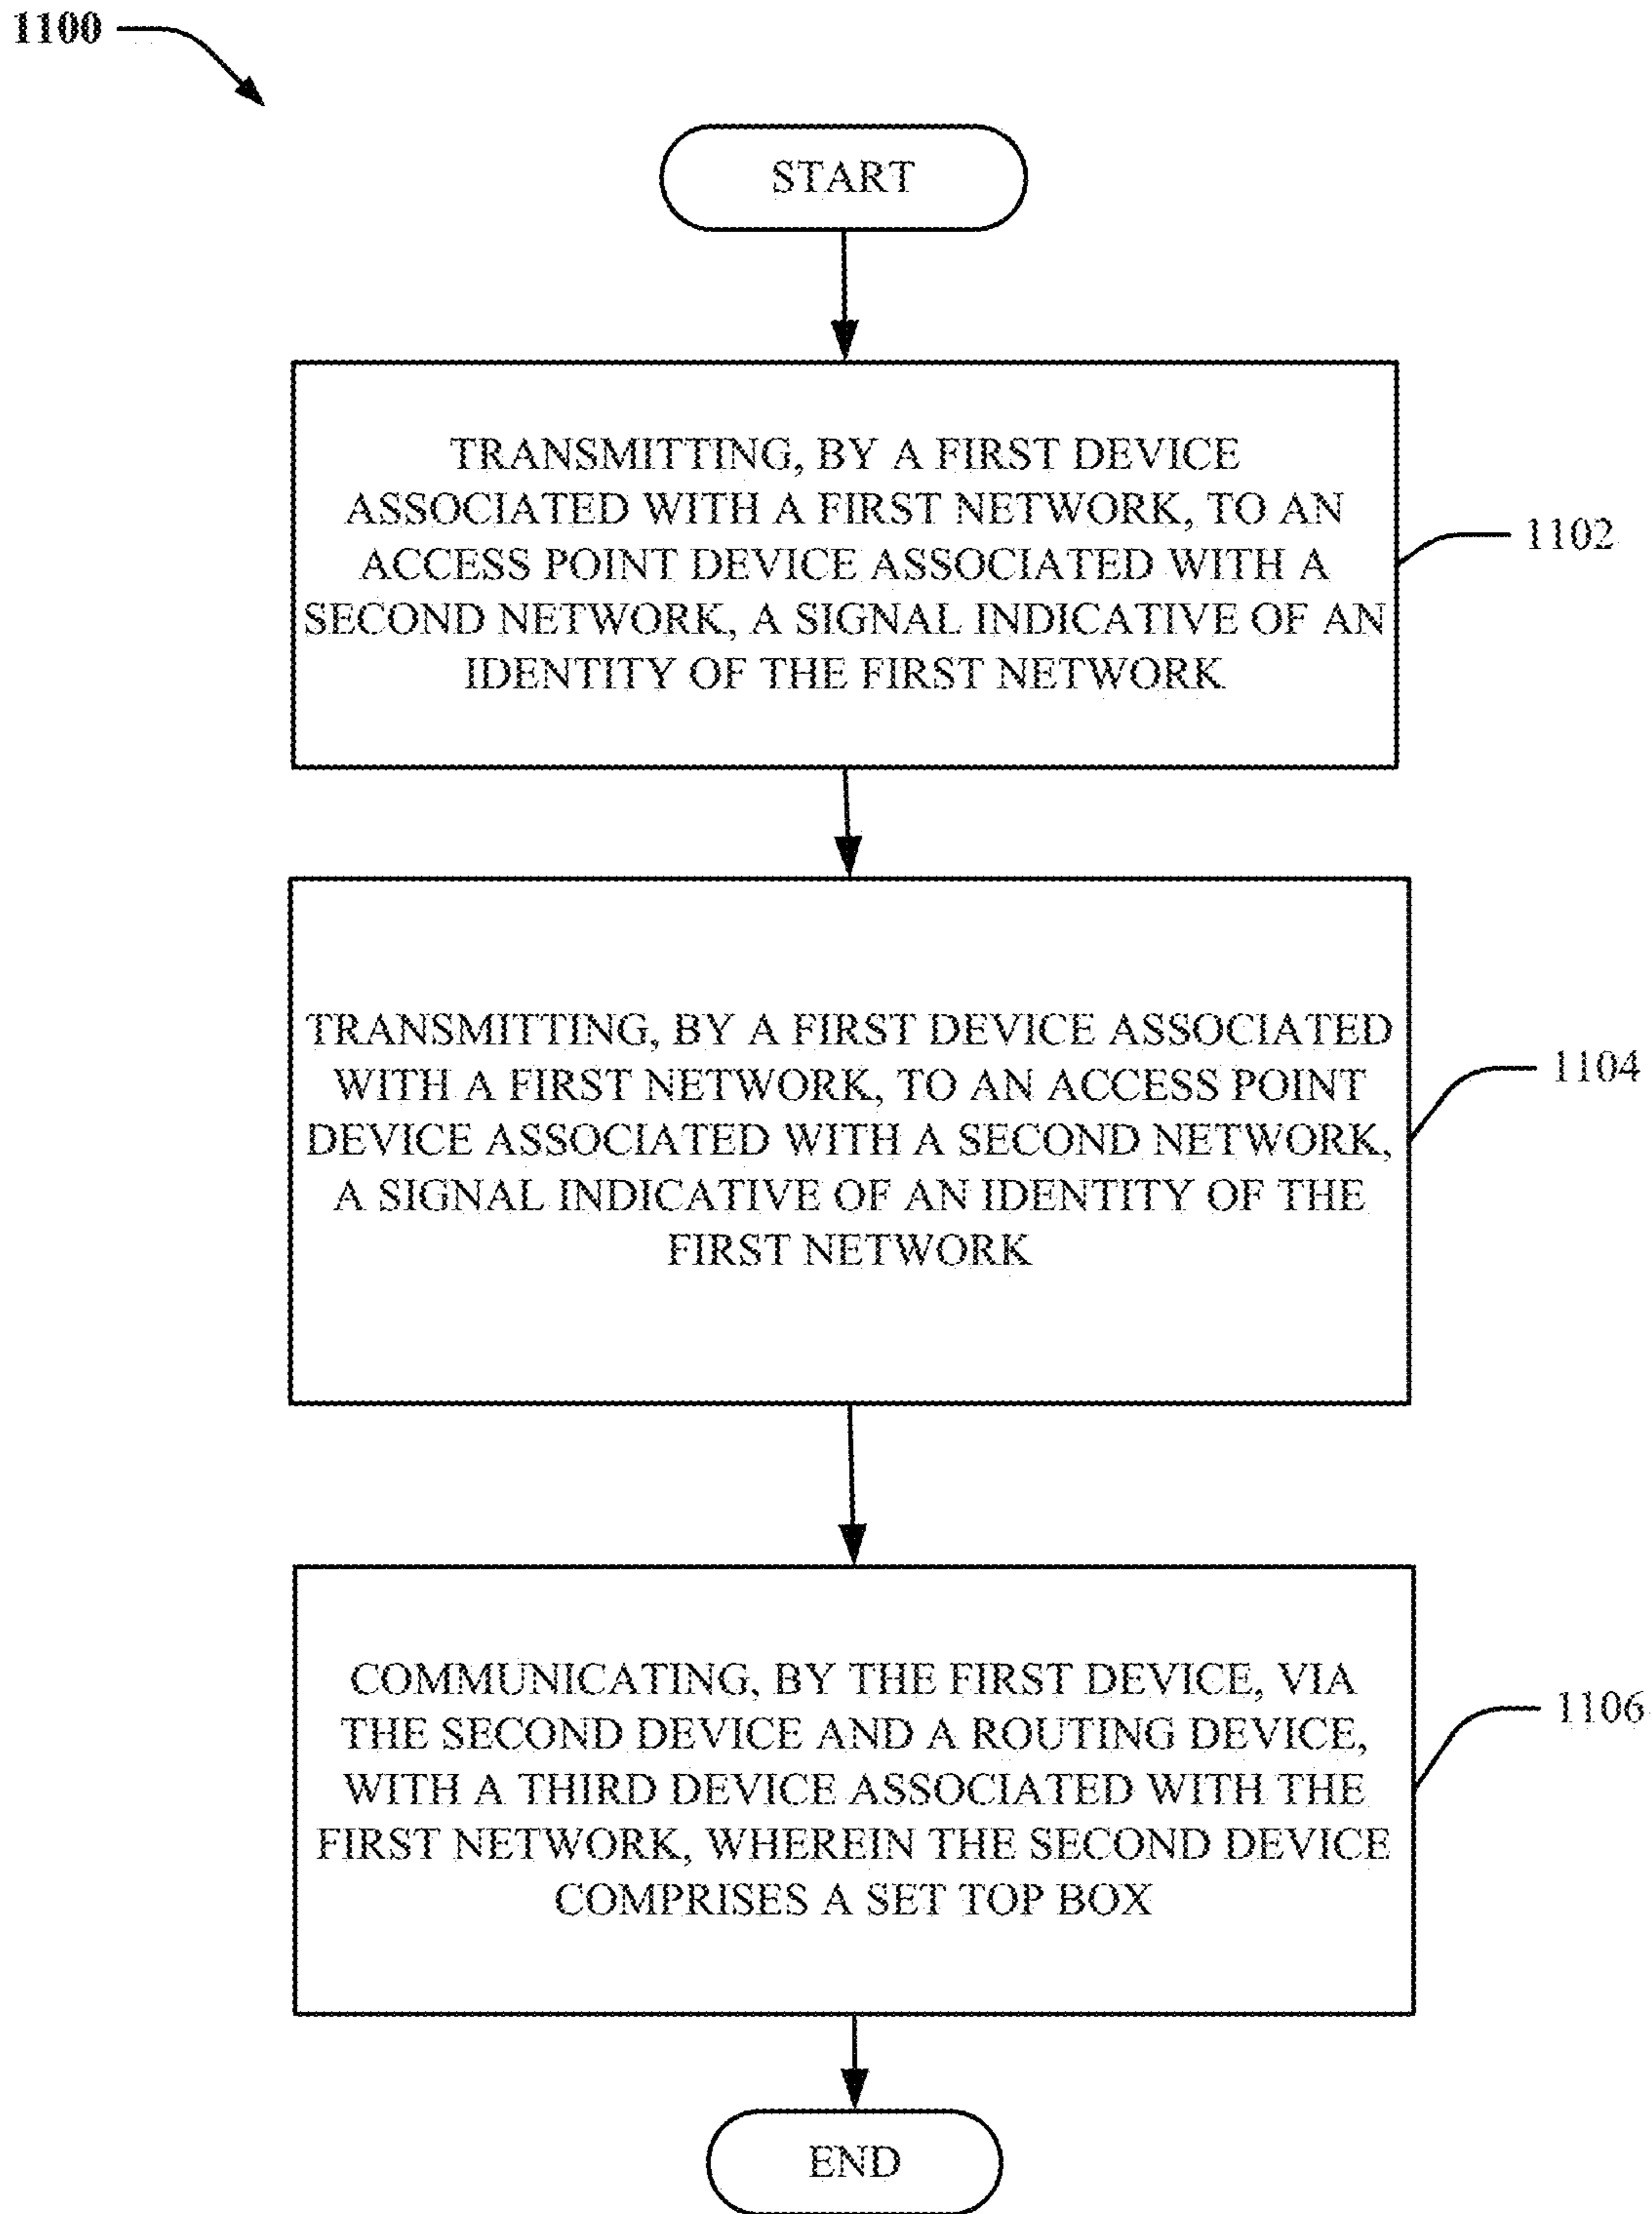 1100
START
TRANSMITTING, BY A FIRST DEVICE
ASSOCIATED WITH A FIRST NETWORK, TO AN
ACCESS POINT DEVICE ASSOCIATED WITH A
SECOND NETWORK, A SIGNAL INDICATIVE OF AN
IDENTITY OF THE FIRST NETWORK
1102
TRANSMITTING, BY A FIRST DEVICE ASSOCIATED
WITH A FIRST NETWORK, TO AN ACCESS POINT
DEVICE ASSOCIATED WITH A SECOND NETWORK,
A SIGNAL INDICATIVE OF AN IDENTITY OF THE
FIRST NETWORK
1104
COMMUNICATING, BY THE FIRST DEVICE, VIA
THE SECOND DEVICE AND A ROUTING DEVICE,
WITH A THIRD DEVICE ASSOCIATED WITH THE
FIRST NETWORK, WHEREIN THE SECOND DEVICE
COMPRISES A SET TOP BOX
1106
END